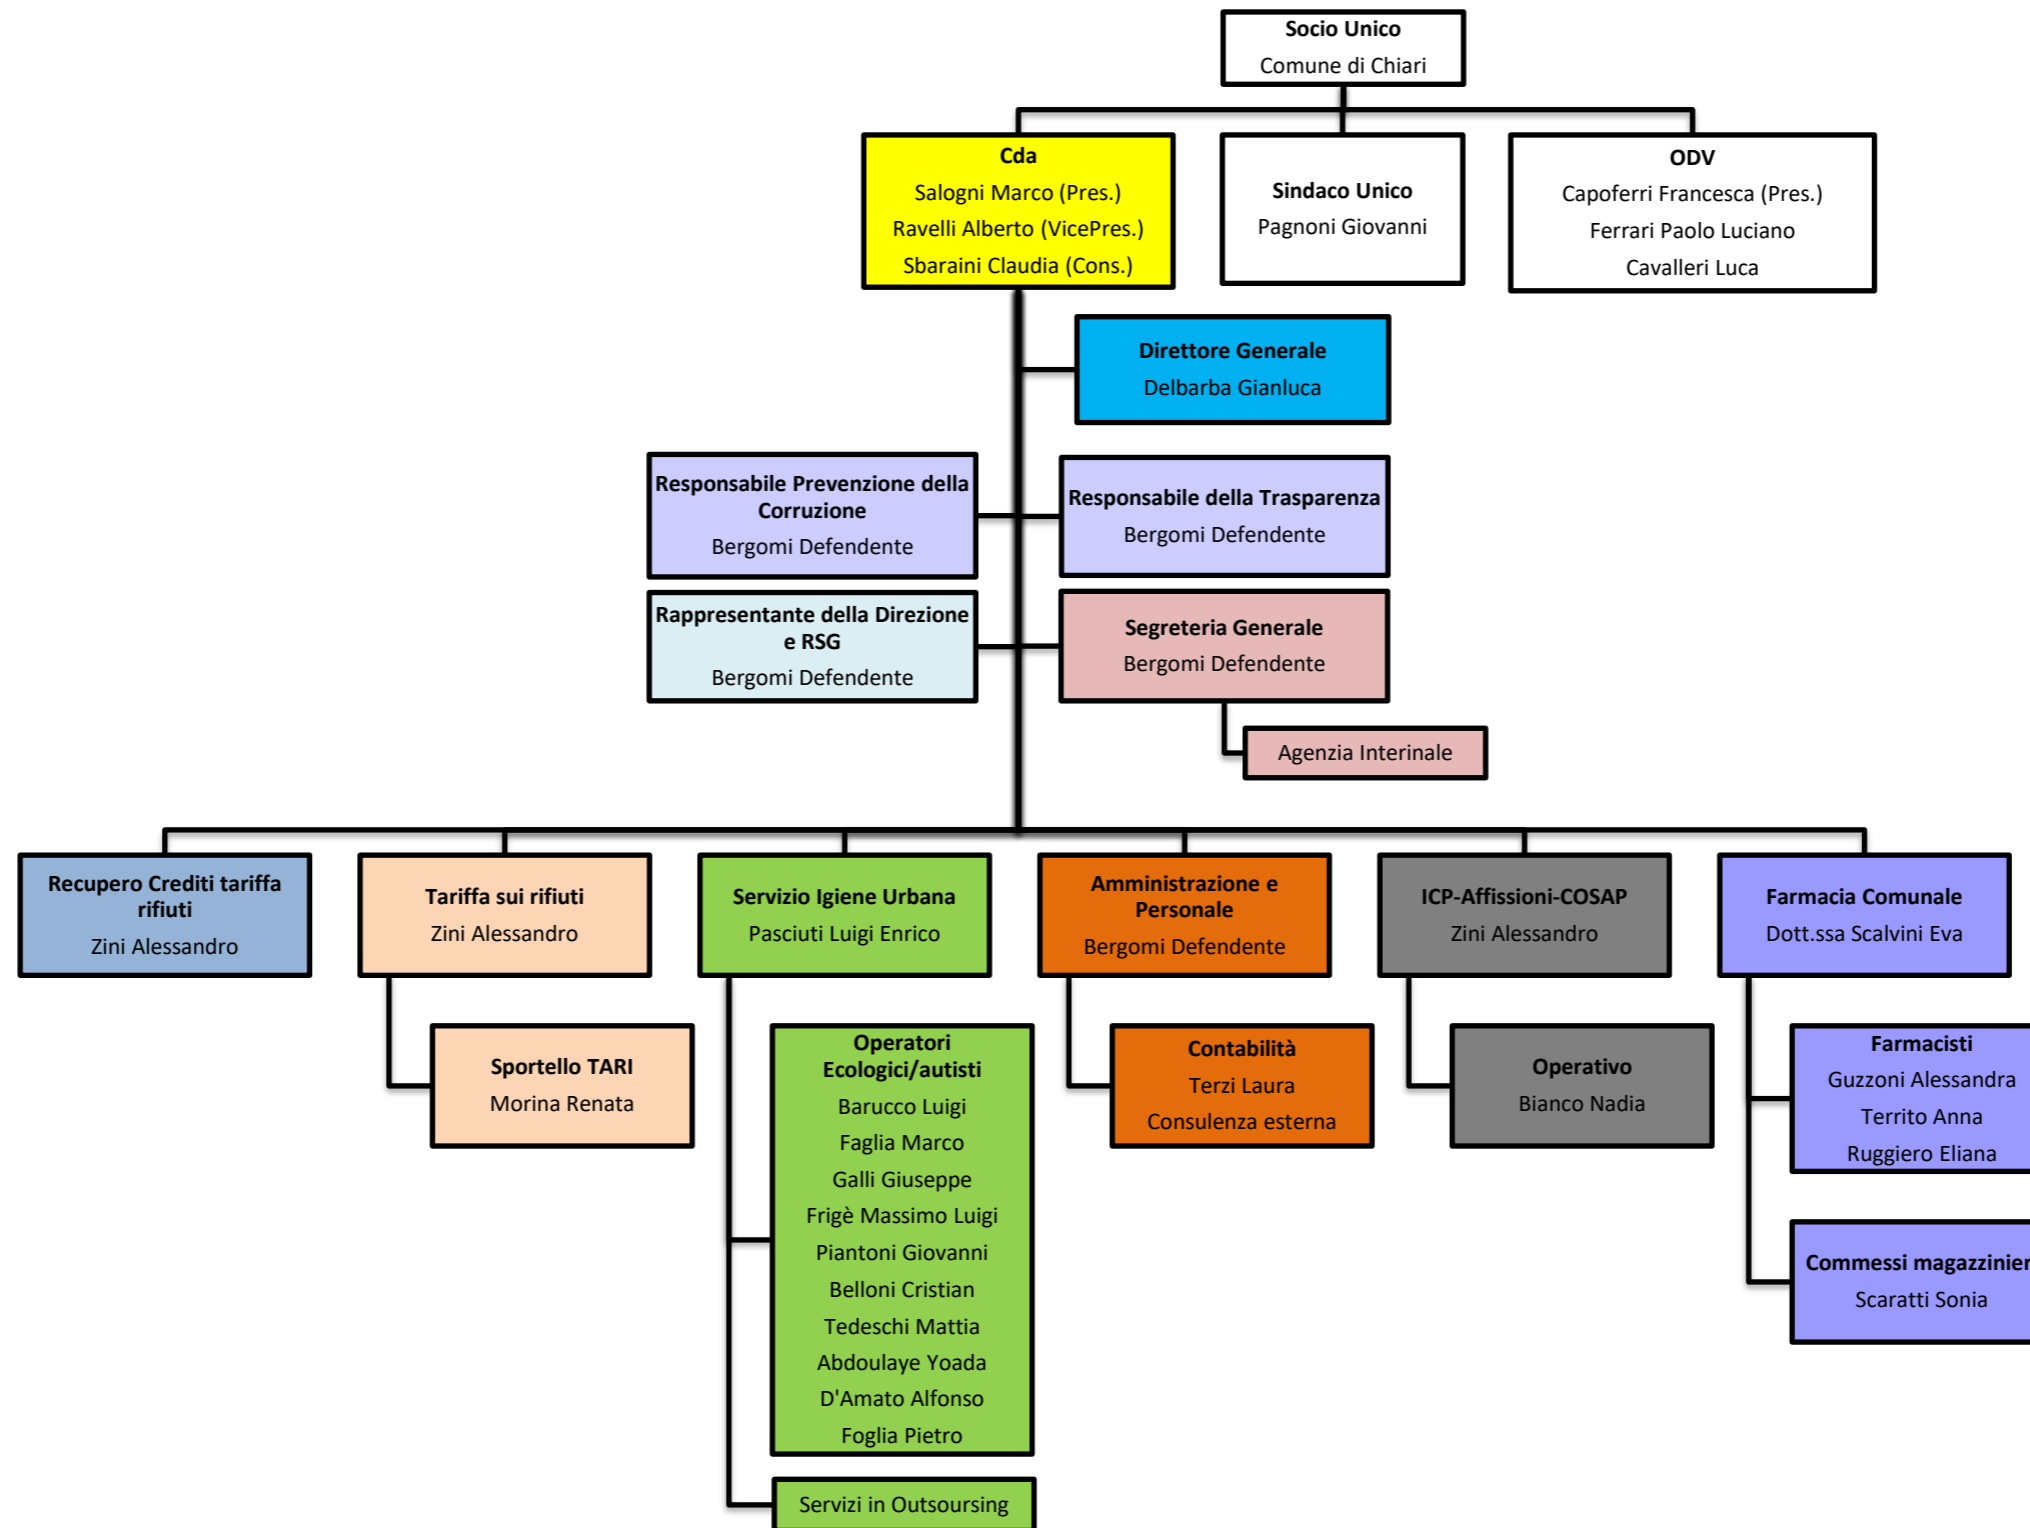 Socio Unico
Comune di Chiari
Cda
Salogni Marco (Pres.)
Ravelli Alberto (VicePres.)
Sbaraini Claudia (Cons.)
Sindaco Unico
Pagnoni Giovanni
ODV
Capoferri Francesca (Pres.)
Ferrari Paolo Luciano
Cavalleri Luca
Direttore Generale
Delbarba Gianluca
Responsabile Prevenzione della
Corruzione
Bergomi Defendente
Responsabile della Trasparenza
Bergomi Defendente
Rappresentante della Direzione
e RSG
Bergomi Defendente
Segreteria Generale
Bergomi Defendente
Agenzia Interinale
Recupero Crediti tariffa
rifiuti
Zini Alessandro
Tariffa sui rifiuti
Zini Alessandro
Servizio Igiene Urbana
Pasciuti Luigi Enrico
Amministrazione e
Personale
Bergomi Defendente
ICP-Affissioni-COSAP
Zini Alessandro
Farmacia Comunale
Dott.ssa Scalvini Eva
Sportello TARI
Morina Renata
Operatori
Ecologici/autisti
Barucco Luigi
Faglia Marco
Galli Giuseppe
Frigè Massimo Luigi
Piantoni Giovanni
Belloni Cristian
Tedeschi Mattia
Abdoulaye Yoada
D'Amato Alfonso
Foglia Pietro
Servizi in Outsoursing
Contabilità
Terzi Laura
Consulenza esterna
Operativo
Bianco Nadia
Farmacisti
Guzzoni Alessandra
Territo Anna
Ruggiero Eliana
Commessi magazzinier
Scaratti Sonia